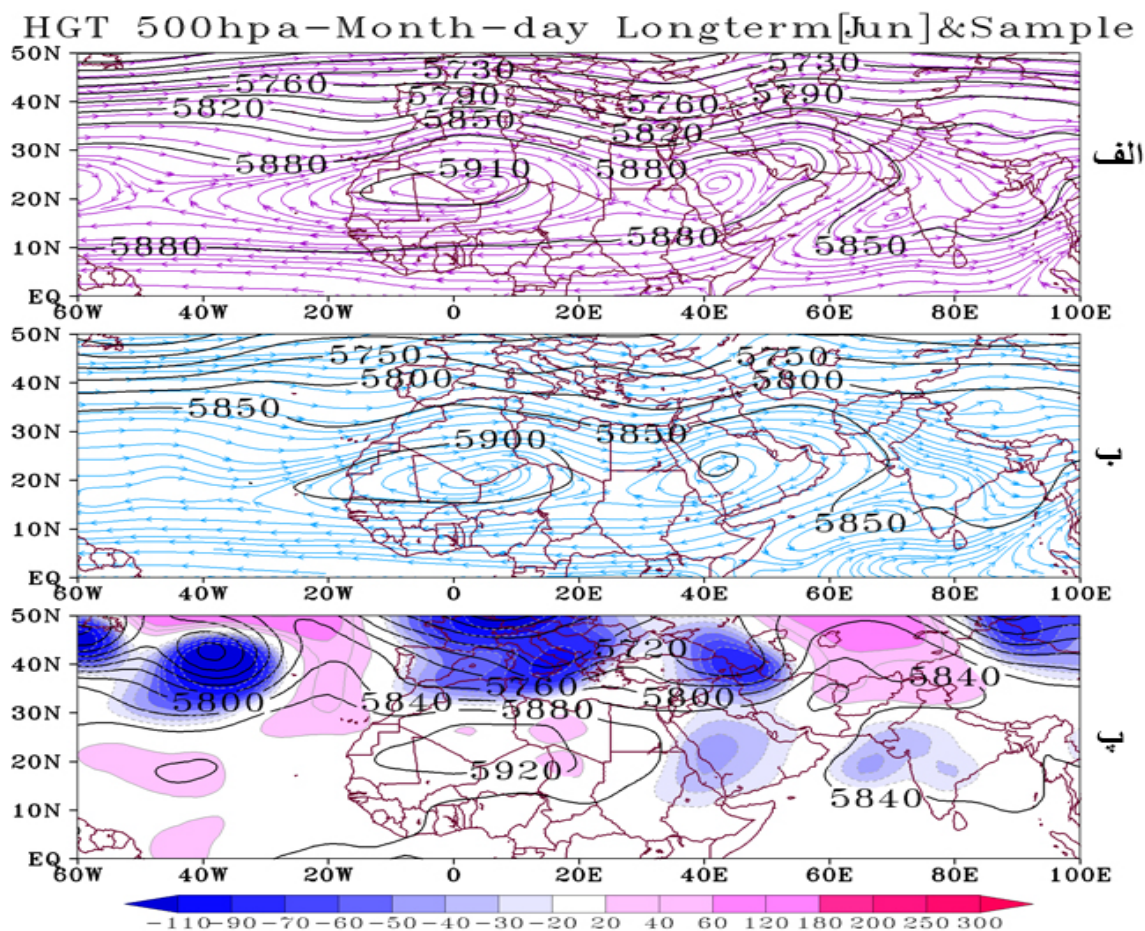 HGT 500hpa-Month-day Longterm[Jun]&Sample
50N 5730 5730
5760
40N 5790 5760 5790
5820
5850 5820
30N
5880 5910 5880
الف
20N
10N 5880 5880 5850
EQ
60W 40W 20W 0 20E 40E 60E 80E 100E
50N
5750 5750
40N 5800 5800
5850
30N 5900 5850
ب
20N
10N 5850
EQ
60W 40W 20W 0 20E 40E 60E 80E 100E
50N
40N 5720
5760 5840
30N 5800 5840 5880 5800
پ
20N 5920
10N 5840
EQ
60W 40W 20W 0 20E 40E 60E 80E 100E
-110 -90 -70 -60 -50 -40 -30 -20 20 40 60 120 180 200 250 300